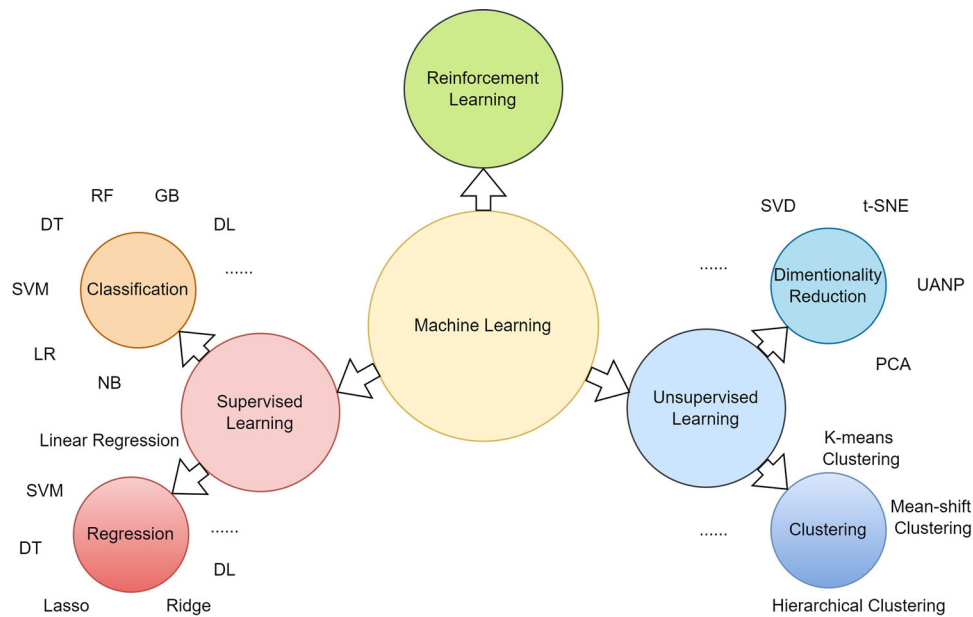 Reinforcement
Learning
RF
GB
DT
DL
......
SVM
Classification
LR
NB
Machine Learning
SVD
t-SNE
......
Dimentionality
Reduction
UANP
PCA
Supervised
Learning
Unsupervised
Learning
Linear Regression
SVM
Regression
......
DT
DL
Lasso
Ridge
K-means
Clustering
Mean-shift
Clustering
......
Clustering
Hierarchical Clustering